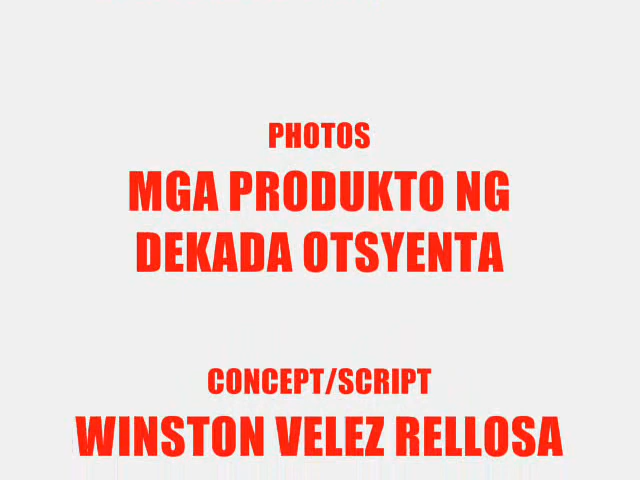 PHOTOS
MGA PRODUKTO NG
DEKADA OTSYENTA
CONCEPT/SCRIPT
WINSTON VELEZ RELLOSA